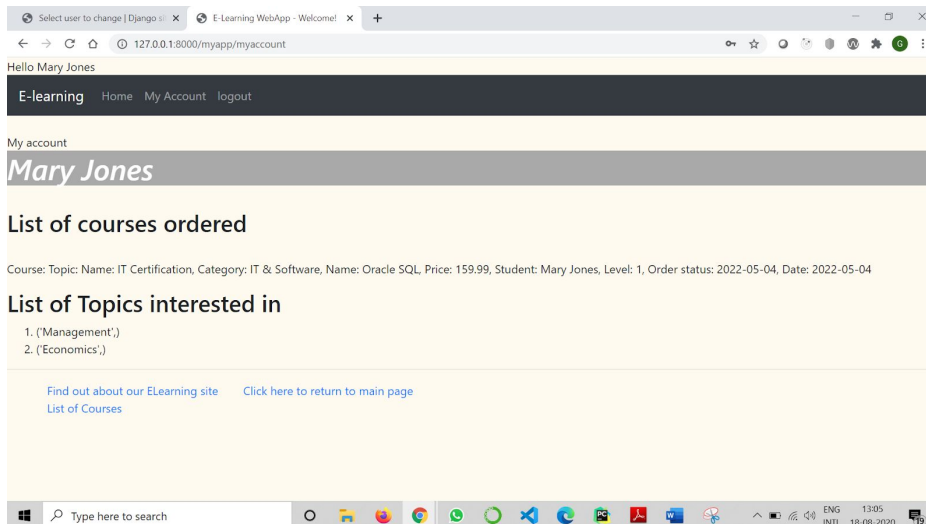 Select user to change | Django si
E-Learning WebApp - Welcome!
127.0.0.1:8000/myapp/myaccount
G
Hello Mary Jones
E-learning Home My Account logout
My account
Mary Jones
List of courses ordered
Course: Topic: Name: IT Certification, Category: IT & Software, Name: Oracle SQL, Price: 159.99, Student: Mary Jones, Level: 1, Order status: 2022-05-04, Date: 2022-05-04
List of Topics interested in
1. ('Management',)
2. ('Economics',)
Find out about our ELearning site Click here to return to main page
List of Courses
Type here to search
PC
W
ENG 13:05
INTL 18-08-2020
19